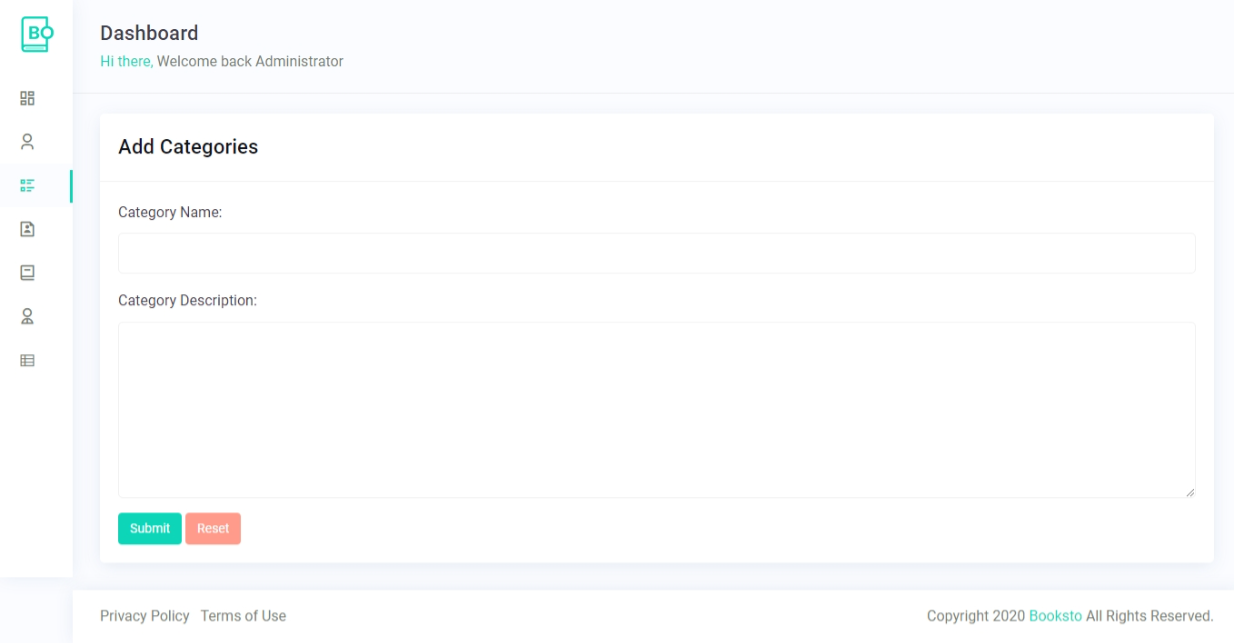 BO
Dashboard
Hi there, Welcome back Administrator
Add Categories
Category Name:
Category Description:
Submit Reset
Privacy Policy Terms of Use
Copyright 2020 Booksto All Rights Reserved.